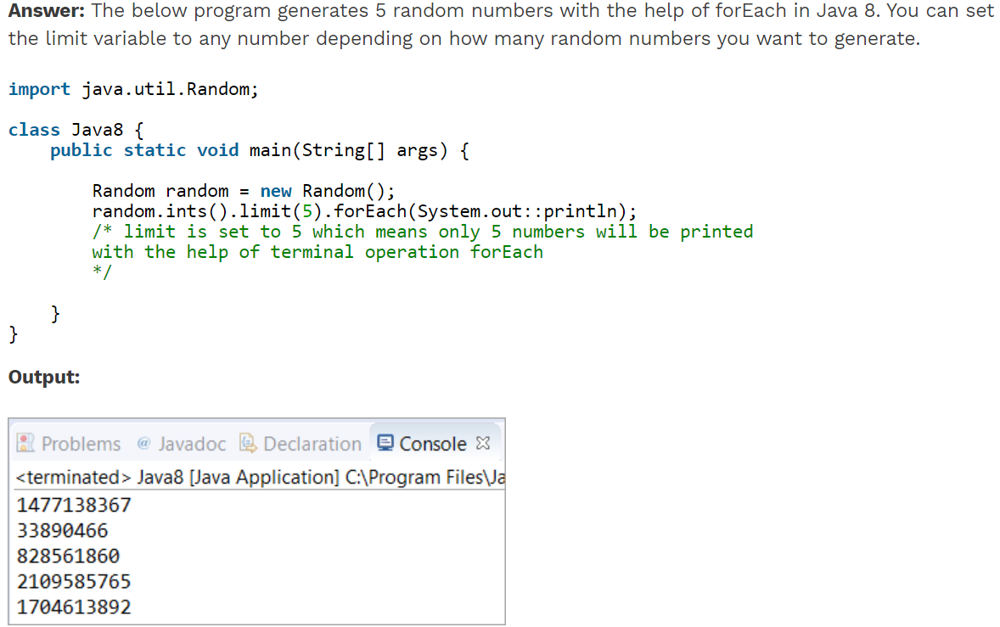 Answer: The below program generates 5 random numbers with the help of forEach in Java 8. You can set
the limit variable to any number depending on how many random numbers you want to generate.
import java.util.Random;
class Java8 {
    public static void main(String[] args) {
        Random random = new Random();
        random.ints().limit(5).forEach(System.out::println);
        /* limit is set to 5 which means only 5 numbers will be printed
        with the help of terminal operation forEach
        */
    }
}
Output:
Problems @ Javadoc Declaration Console
<terminated> Java8 [Java Application] C:\Program Files\Ja
1477138367
33890466
828561860
2109585765
1704613892